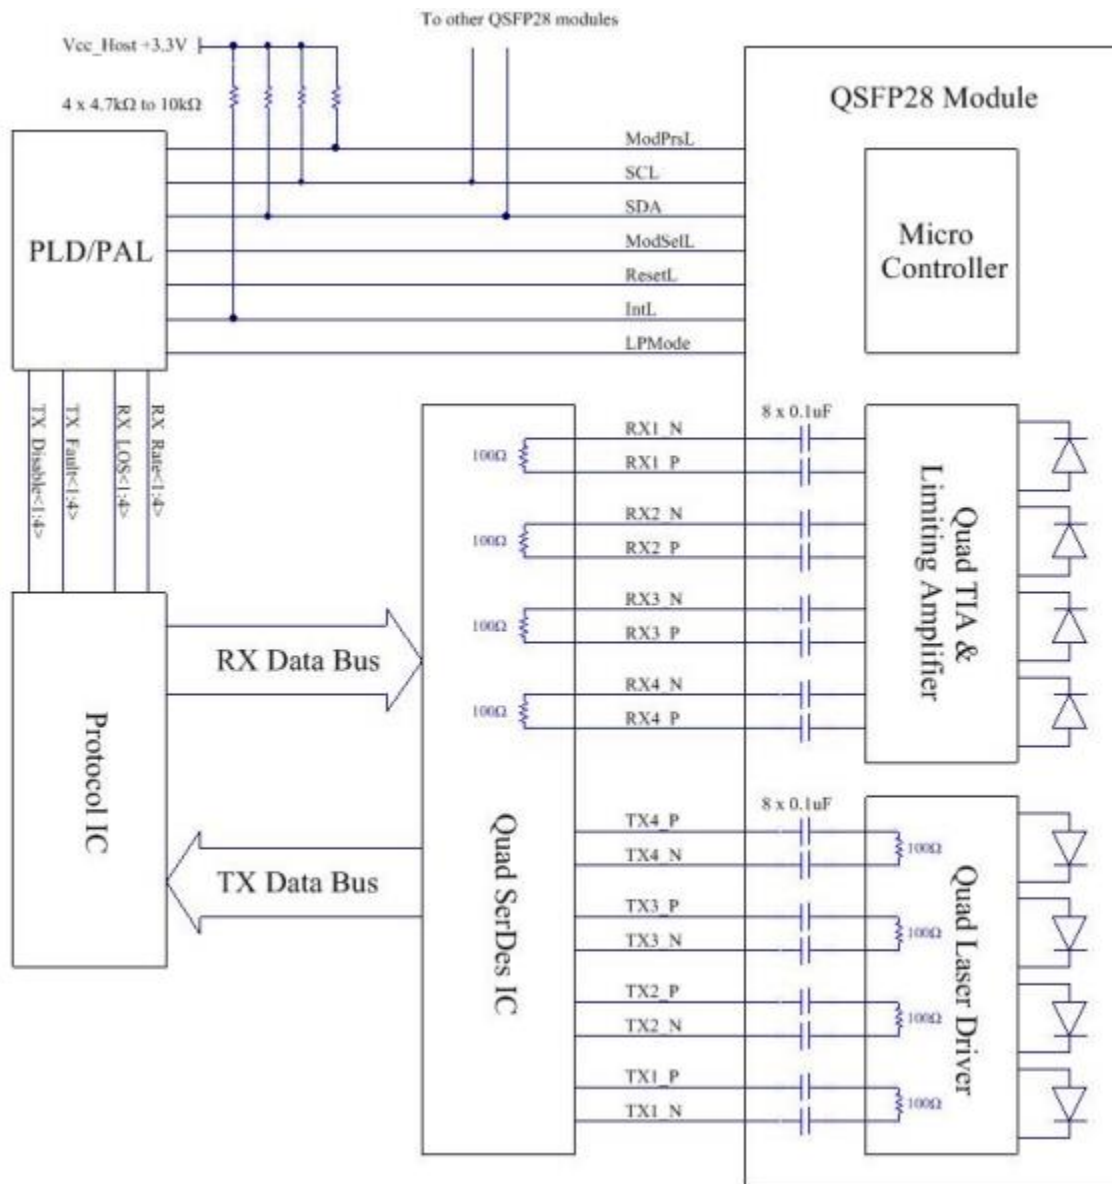 To other QSFP28 modules
Vcc_Host +3.3V
4 x 4.7kΩ to 10kΩ
QSFP28 Module
ModPrsL
SCL
SDA
ModSelL
ResetL
IntL
LPMode
PLD/PAL
Micro
Controller
TX Disable<1:4>
TX Fault<1:4>
RX LOS<1:4>
RX Rate<1:4>
8 x 0.1uF
RX1_N
100Ω
RX1_P
RX2_N
100Ω
RX2_P
RX3_N
100Ω
RX3_P
RX4_N
100Ω
RX4_P
Quad TIA &
Limiting Amplifier
RX Data Bus
Protocol IC
TX Data Bus
Quad SerDes IC
8 x 0.1uF
TX4_P
100Ω
TX4_N
TX3_P
100Ω
TX3_N
TX2_P
100Ω
TX2_N
TX1_P
100Ω
TX1_N
Quad Laser Driver